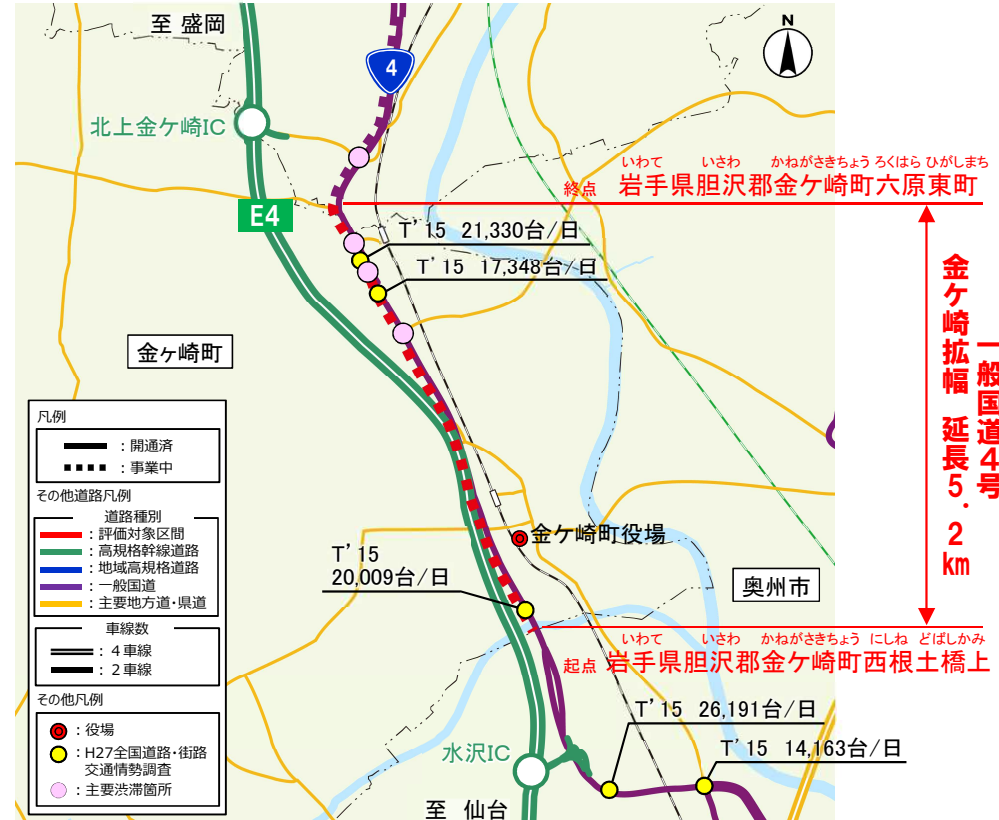 至 盛岡
N
4
北上金ケ崎IC
E4
いわて いさわ かねがさきちょう ろくはら ひがしまち
終点 岩手県胆沢郡金ケ崎町六原東町
T'15 21,330台/日
T'15 17,348台/日
金ヶ崎町
一般国道4号
金ケ崎拡幅 延長5.2km
凡例
：開通済
：事業中
その他道路凡例
道路種別
：評価対象区間
：高規格幹線道路
：地域高規格道路
：一般国道
：主要地方道・県道
車線数
：4車線
：2車線
その他凡例
：役場
：H27全国道路・街路
交通情勢調査
：主要渋滞箇所
金ケ崎町役場
T'15
20,009台/日
奥州市
いわて いさわ かねがさきちょう にしね どばしかみ
起点 岩手県胆沢郡金ケ崎町西根土橋上
T'15 26,191台/日
T'15 14,163台/日
水沢IC
至 仙台